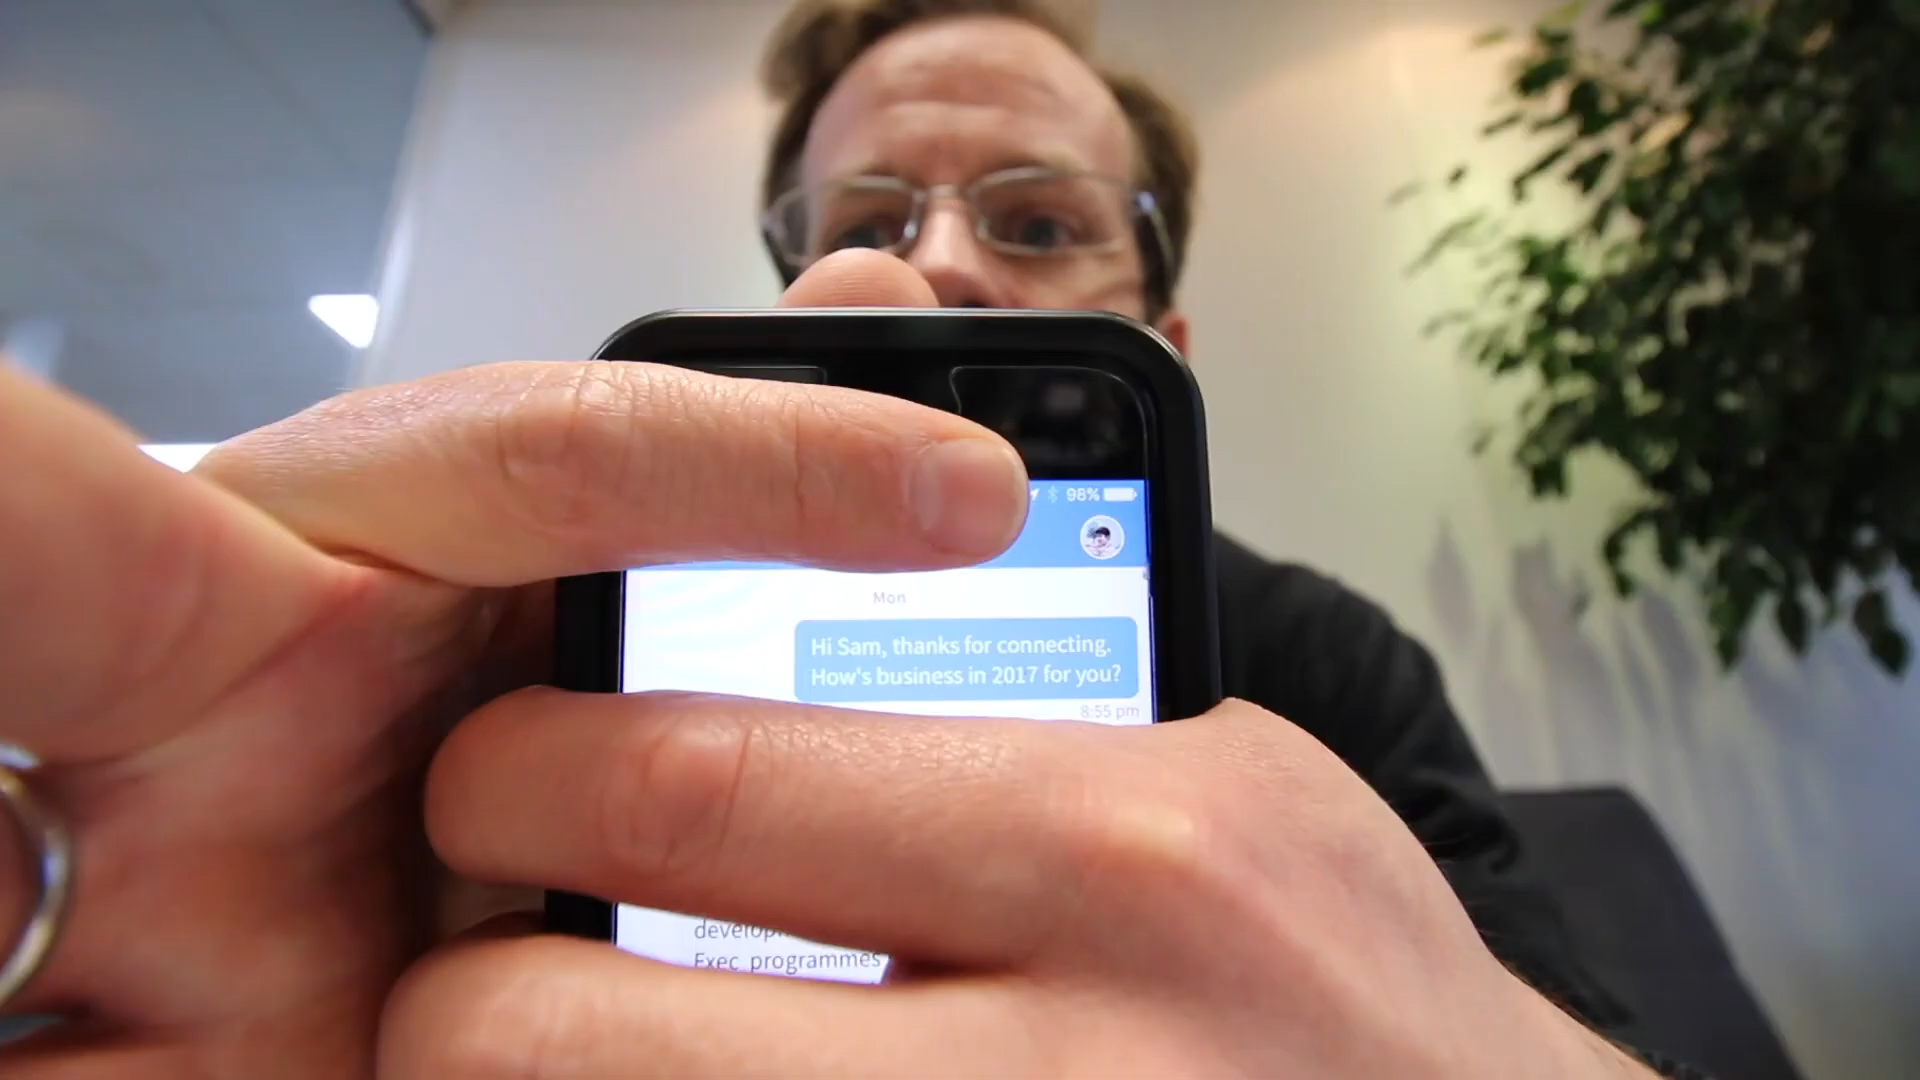 98%
Mon
Hi Sam, thanks for connecting.
How's business in 2017 for you?
8:55 pm
Exec programmes